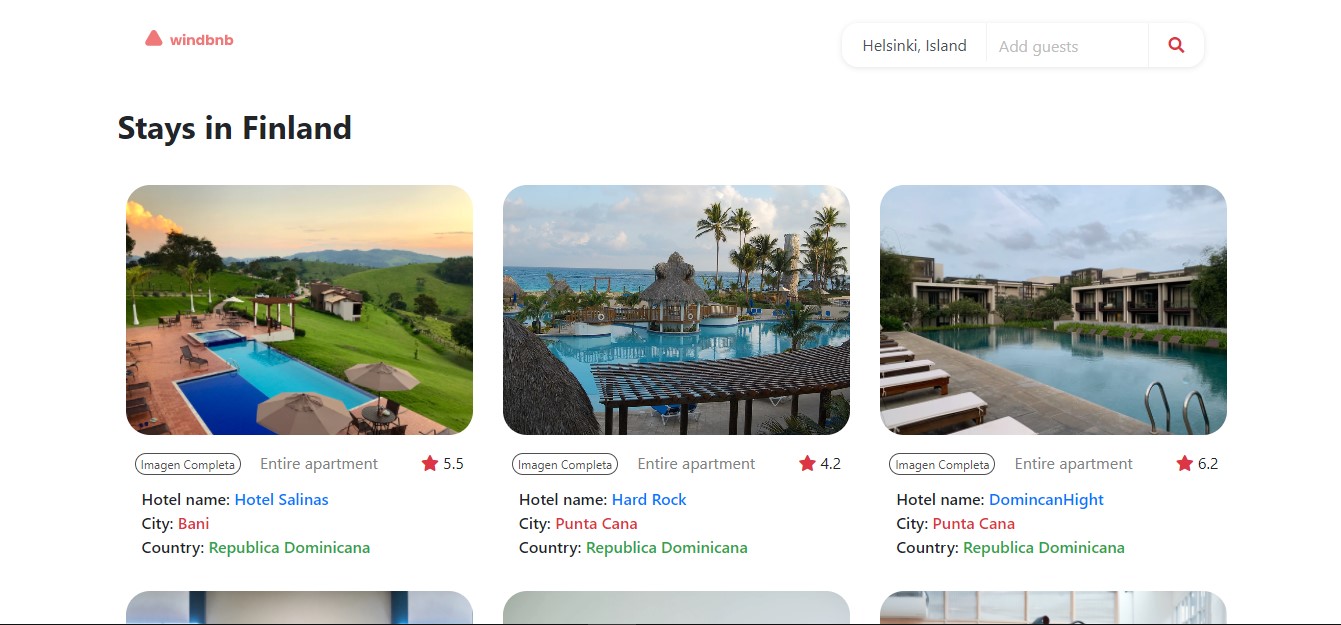 windbnb
Helsinki, Island
Add guests
Stays in Finland
Imagen Completa Entire apartment 5.5
Hotel name: Hotel Salinas
City: Bani
Country: Republica Dominicana
Imagen Completa Entire apartment 4.2
Hotel name: Hard Rock
City: Punta Cana
Country: Republica Dominicana
Imagen Completa Entire apartment 6.2
Hotel name: DomincanHight
City: Punta Cana
Country: Republica Dominicana